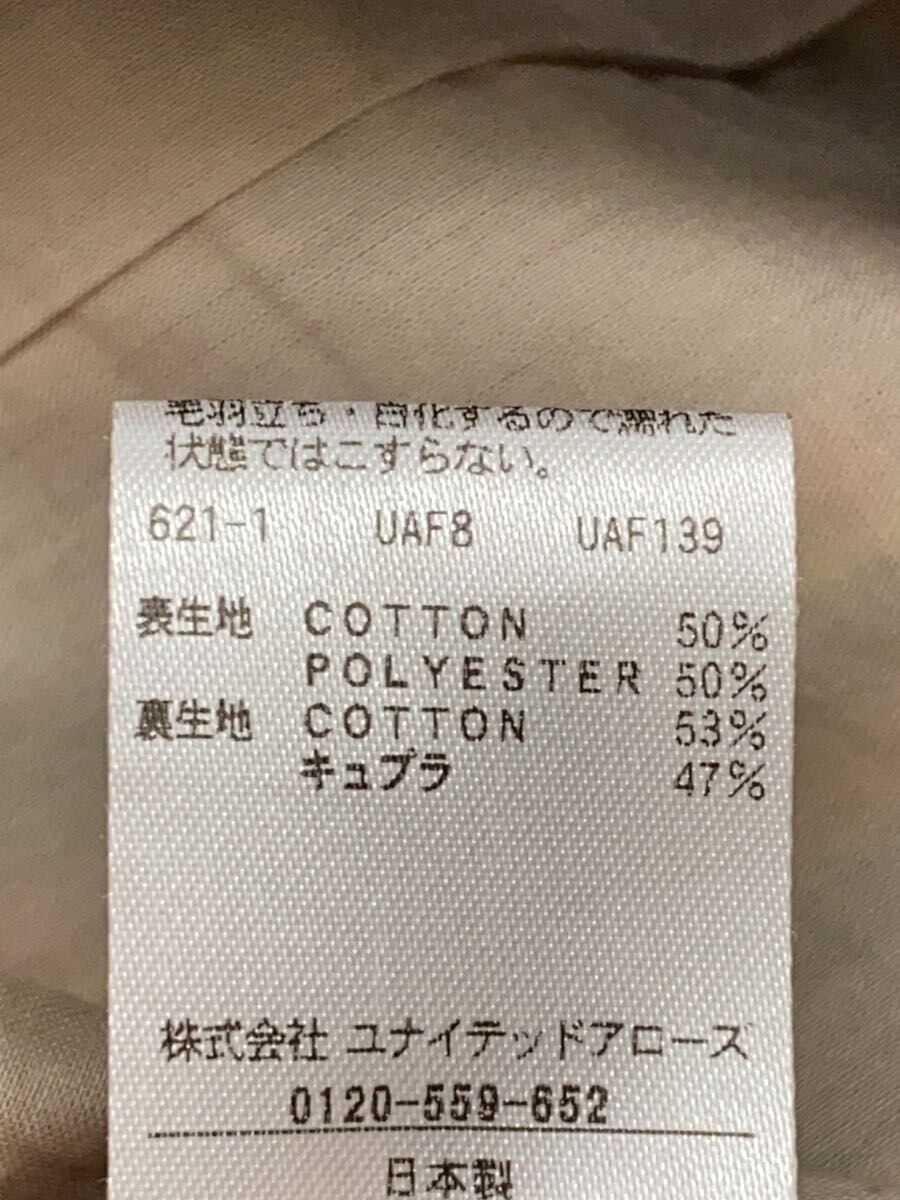 毛羽立ち・白化するので濡れた
状態ではこすらない。
621-1 UAF8 UAF139
表生地 COTTON 50%
POLYESTER 50%
裏生地 COTTON 53%
キュプラ 47%
株式会社 ユナイテッドアローズ
0120-559-652
日本製